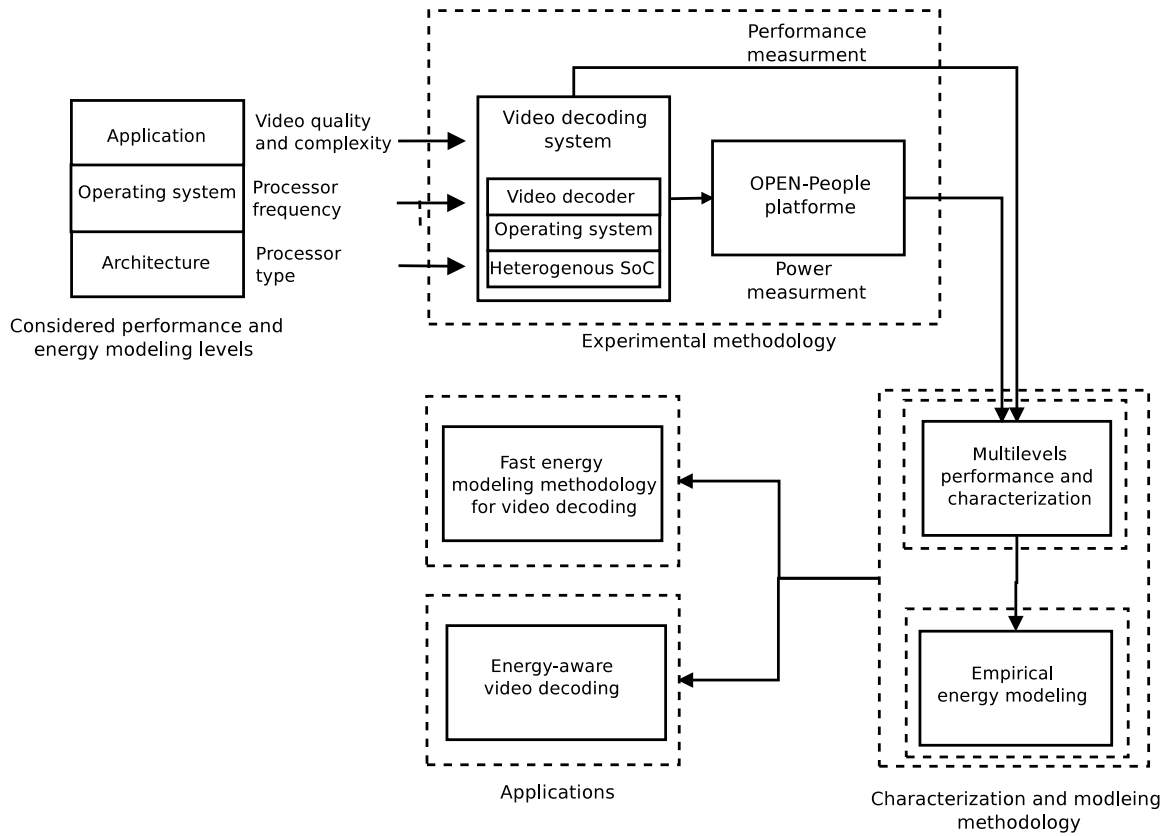 Performance
measurment
Application
Video quality
and complexity
Operating system
Processor
frequency
Architecture
Processor
type
Considered performance and
energy modeling levels
Video decoding
system
Video decoder
Operating system
Heterogenous SoC
OPEN-People
platforme
Power
measurment
Experimental methodology
Multilevels
performance and
characterization
Empirical
energy modeling
Characterization and modleing
methodology
Fast energy
modeling methodology
for video decoding
Energy-aware
video decoding
Applications